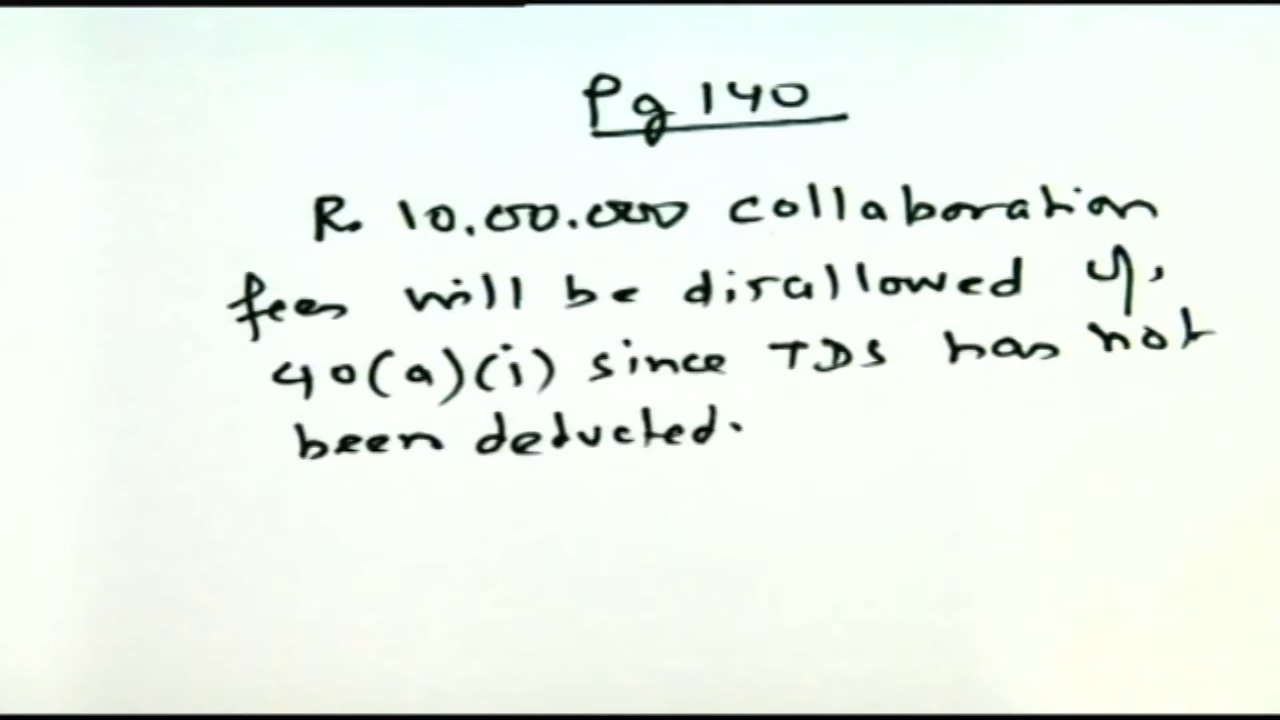 Pg 140
R. 10,00,000 collaboration
fees will be disallowed u/s
40(a)(i) since TDS has not
been deducted.